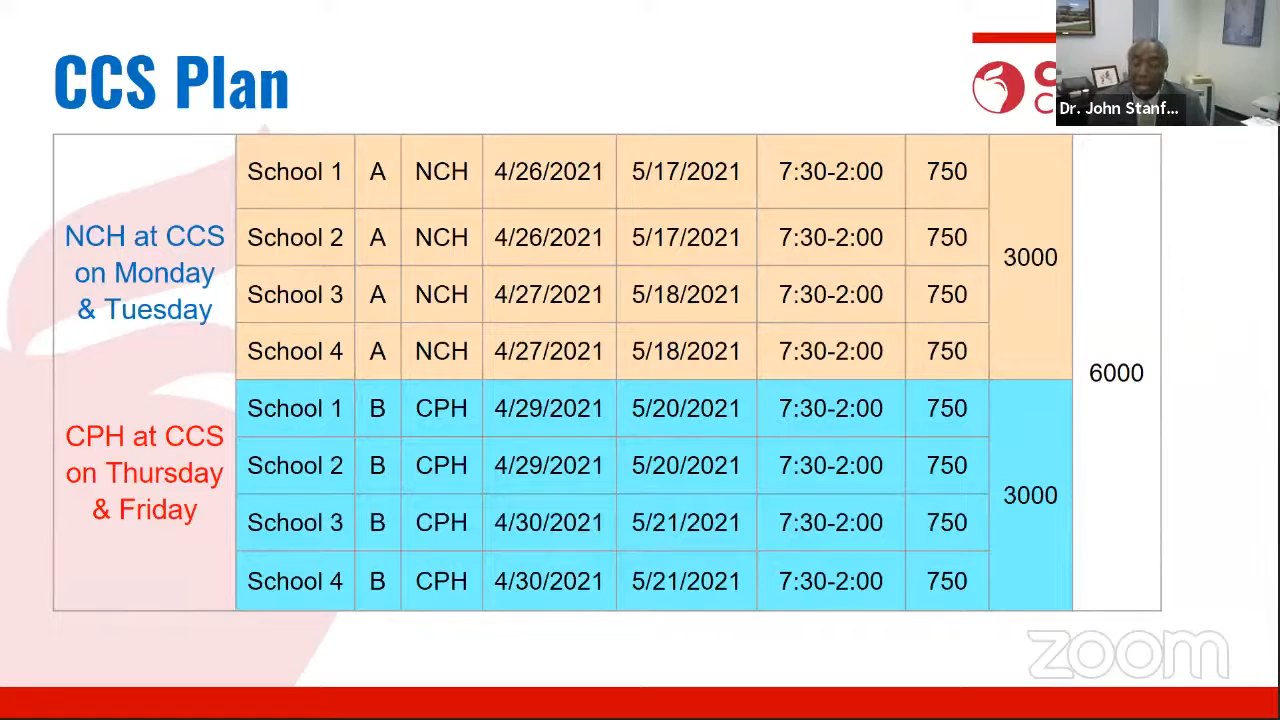 CCS Plan
Dr. John Stanf...
NCH at CCS
on Monday
& Tuesday
School 1 A NCH 4/26/2021 5/17/2021 7:30-2:00 750
School 2 A NCH 4/26/2021 5/17/2021 7:30-2:00 750
School 3 A NCH 4/27/2021 5/18/2021 7:30-2:00 750
School 4 A NCH 4/27/2021 5/18/2021 7:30-2:00 750
3000
CPH at CCS
on Thursday
& Friday
School 1 B CPH 4/29/2021 5/20/2021 7:30-2:00 750
School 2 B CPH 4/29/2021 5/20/2021 7:30-2:00 750
School 3 B CPH 4/30/2021 5/21/2021 7:30-2:00 750
School 4 B CPH 4/30/2021 5/21/2021 7:30-2:00 750
3000
6000
zoom